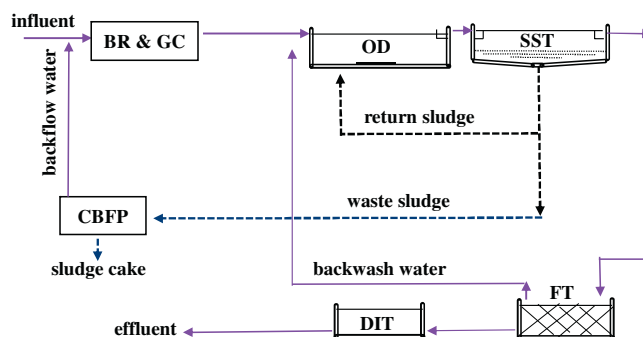 influent
BR & GC
OD
SST
backflow water
return sludge
waste sludge
CBFP
sludge cake
backwash water
FT
DIT
effluent